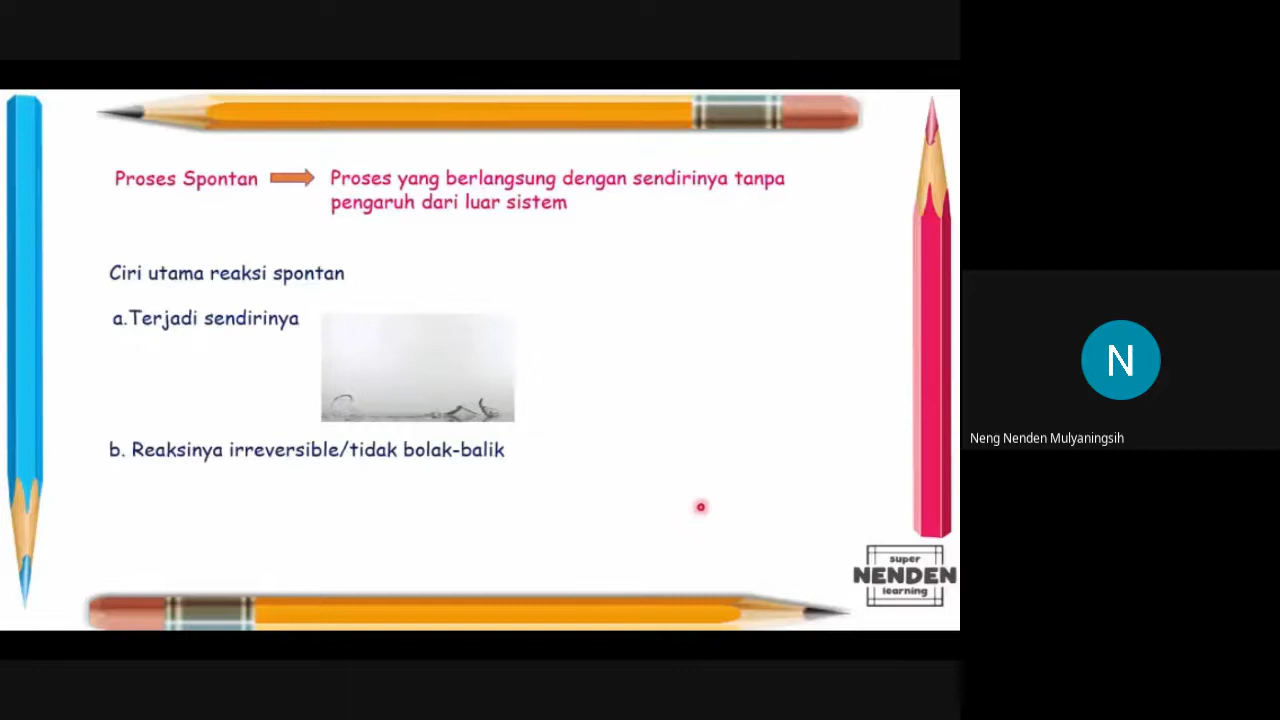 Proses Spontan
Proses yang berlangsung dengan sendirinya tanpa
pengaruh dari luar sistem
Ciri utama reaksi spontan
a.Terjadi sendirinya
b. Reaksinya irreversible/tidak bolak-balik
super
NENDEN
learning
N
Neng Nenden Mulyaningsih